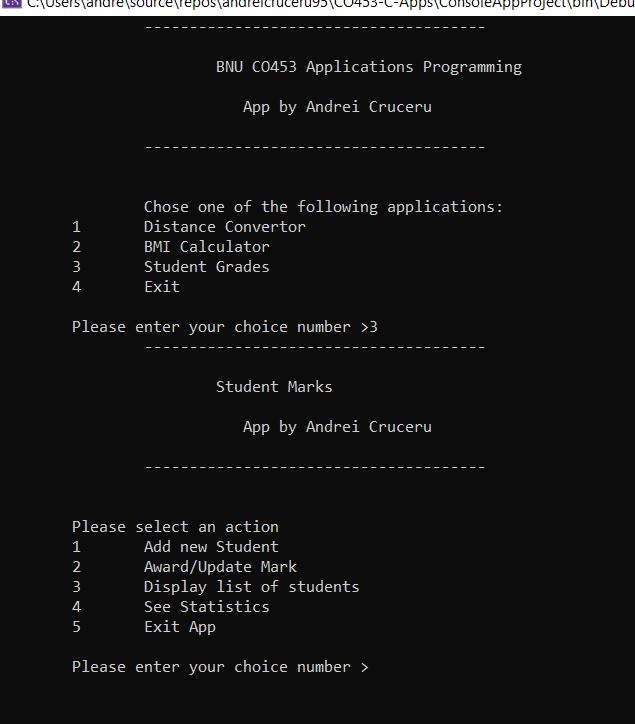 C:\Users\andre\source\repos\andreicruceru95\CO453-C-Apps\ConsoleAppProject\bin\Debu
---------------------------------------
BNU CO453 Applications Programming
App by Andrei Cruceru
---------------------------------------
Chose one of the following applications:
1 Distance Convertor
2 BMI Calculator
3 Student Grades
4 Exit
Please enter your choice number >3
---------------------------------------
Student Marks
App by Andrei Cruceru
---------------------------------------
Please select an action
1 Add new Student
2 Award/Update Mark
3 Display list of students
4 See Statistics
5 Exit App
Please enter your choice number >